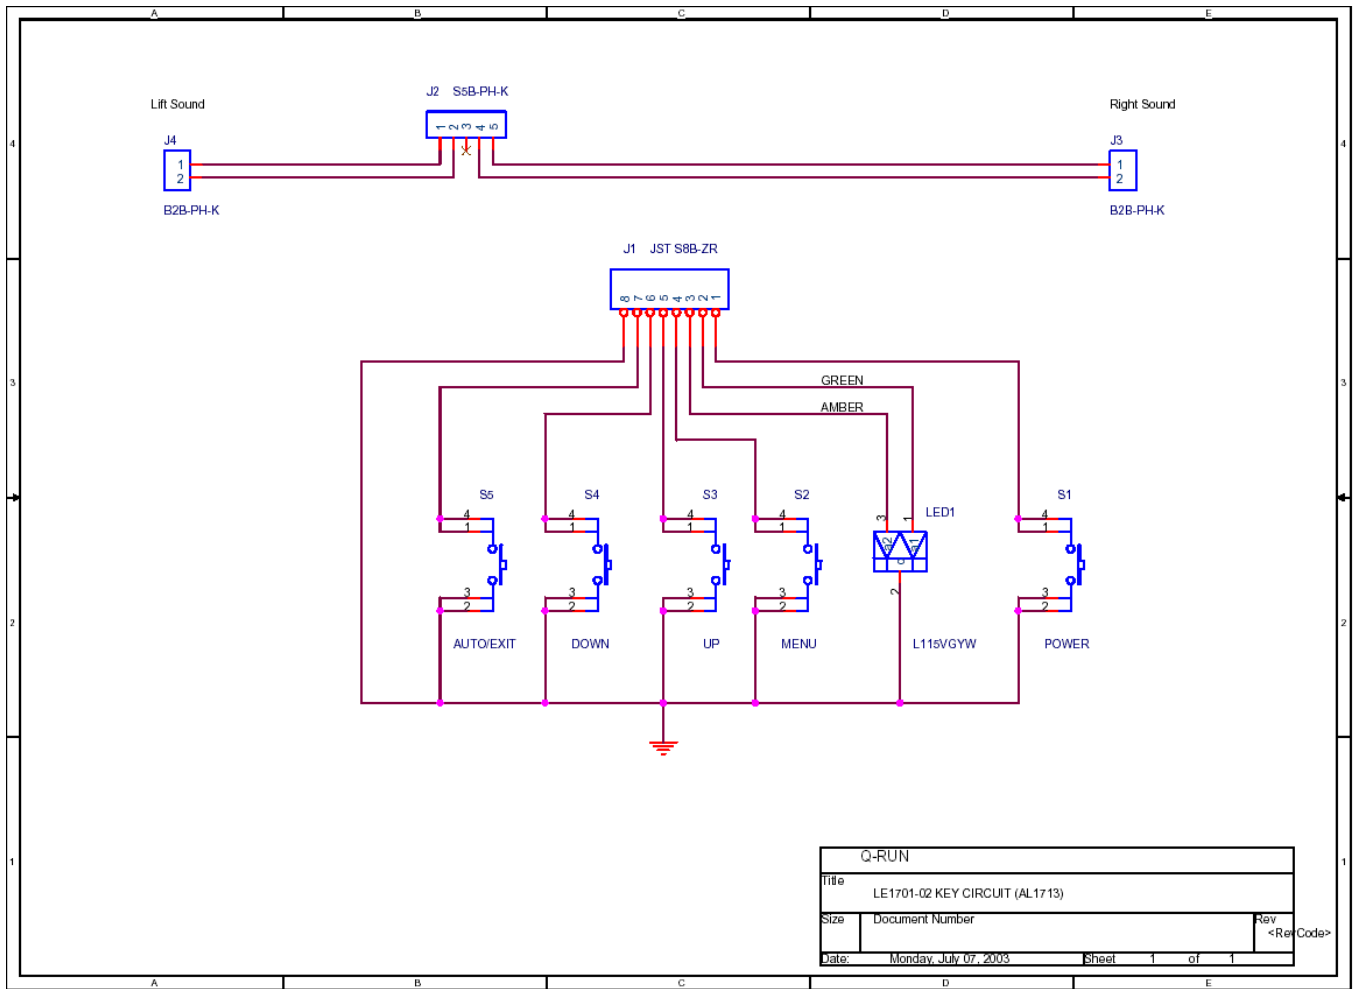 A B C D E
J2 S5B-PH-K
Lift Sound
Right Sound
1 2 3 4 5
4 4
J4
J3
1
2
1
2
B2B-PH-K
B2B-PH-K
J1 JST S8B-ZR
8 7 6 5 4 3 2 1
3 3
GREEN
AMBER
S5 S4 S3 S2 S1
LED1
4 4 4 4 3 1 4
1 1 1 1 1
a2 a1
c
3 3 3 3 2 3
2 2 2 2 2
2 2
AUTO/EXIT DOWN UP MENU L115VGYW POWER
1 1
Q-RUN
Title
LE1701-02 KEY CIRCUIT (AL1713)
Size Document Number Rev
<RevCode>
Date: Monday, July 07, 2003 Sheet 1 of 1
A B C D E